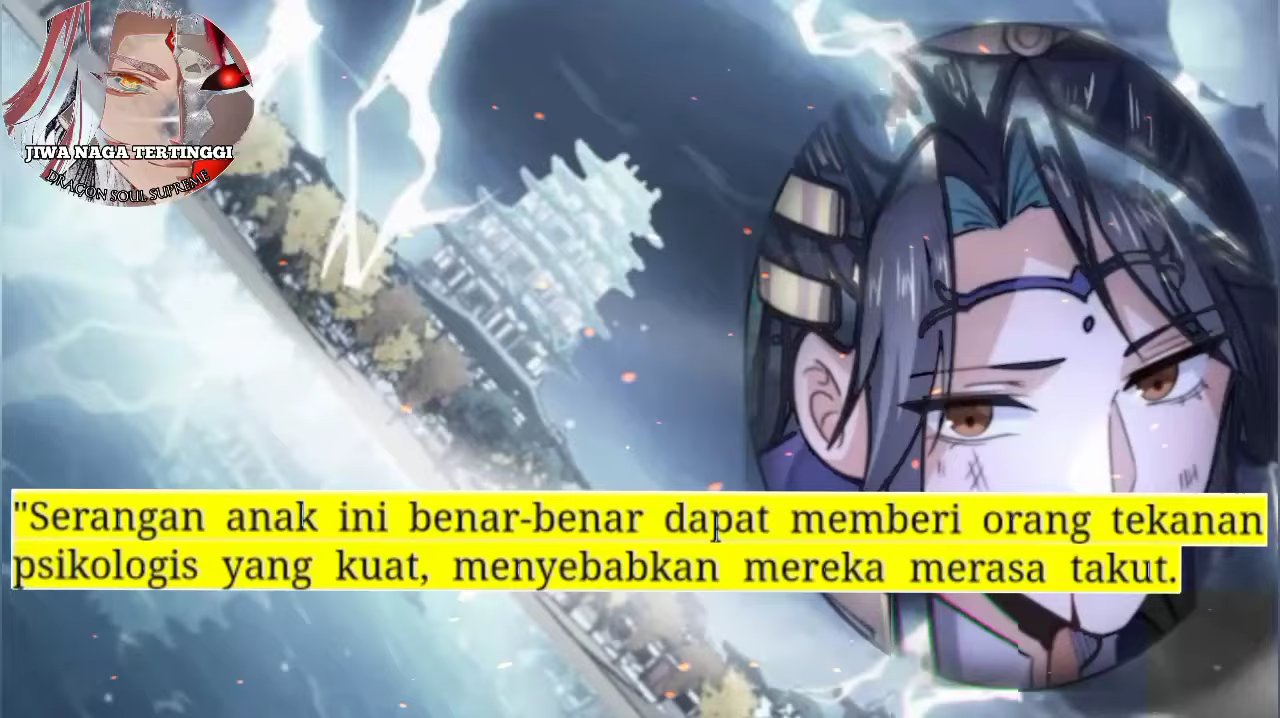 JIWA NAGA TERTINGGI
DRAGON SOUL SUPREME
"Serangan anak ini benar-benar dapat memberi orang tekanan
psikologis yang kuat, menyebabkan mereka merasa takut.